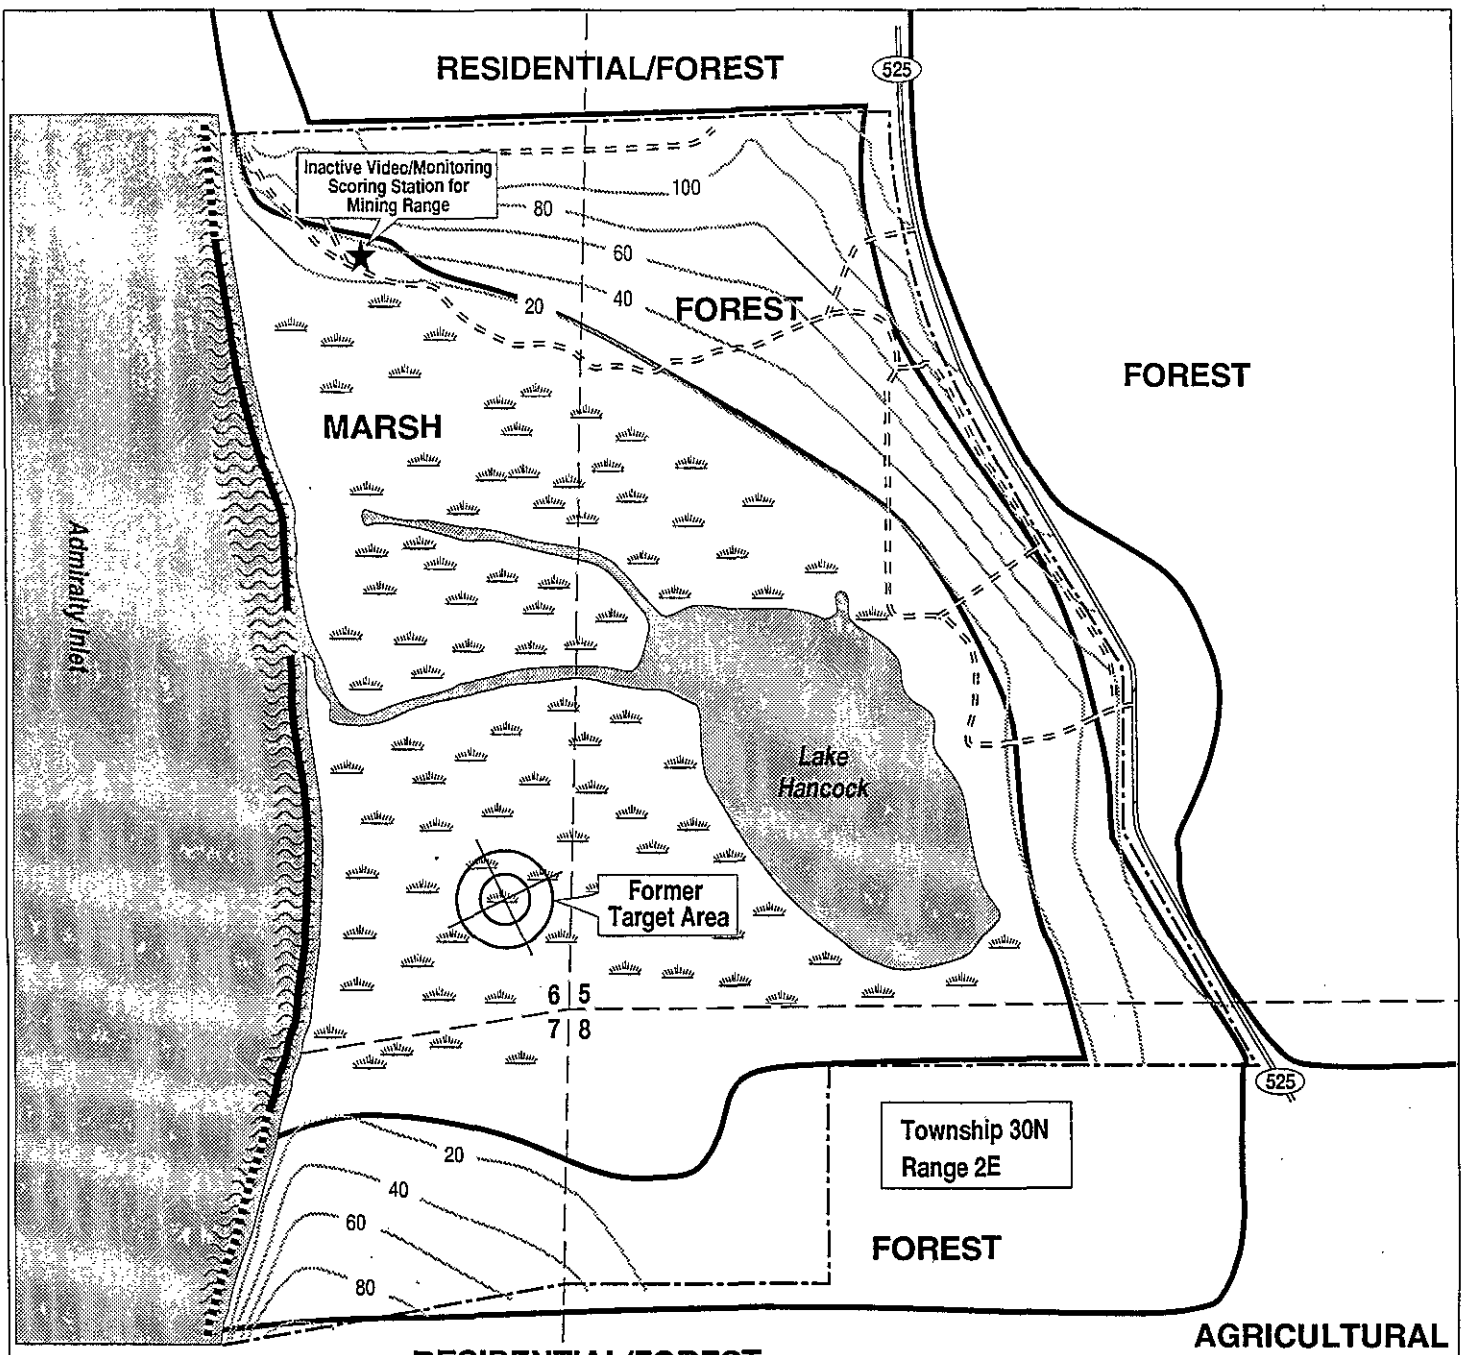 RESIDENTIAL/FOREST
525
Inactive Video/Monitoring
Scoring Station for
Mining Range
100
80
60
40
20
FOREST
FOREST
MARSH
Admiralty Inlet
Lake
Hancock
Former
Target Area
6 5
7 8
525
Township 30N
Range 2E
20
40
60
80
FOREST
AGRICULTURAL
RESIDENTIAL/FOREST